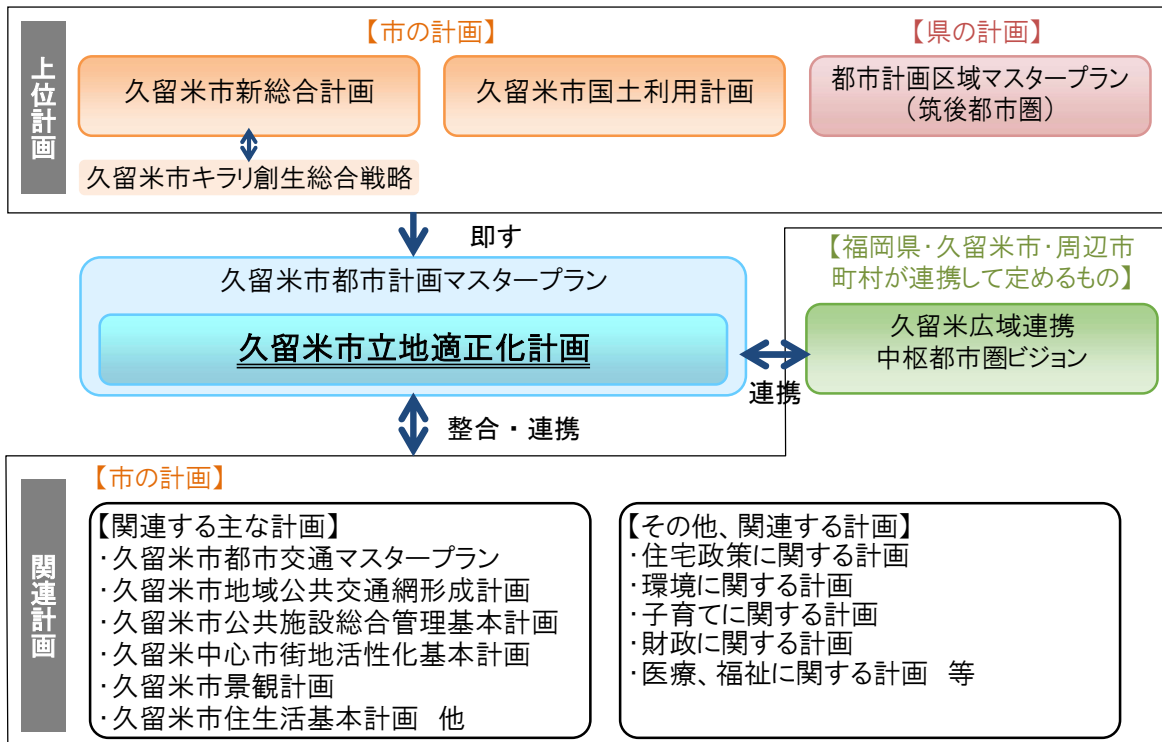 上位計画
【市の計画】
【県の計画】
久留米市新総合計画
久留米市国土利用計画
都市計画区域マスタープラン
（筑後都市圏）
久留米市キラリ創生総合戦略
即す
【福岡県・久留米市・周辺市
町村が連携して定めるもの】
久留米市都市計画マスタープラン
久留米市立地適正化計画
久留米広域連携
中枢都市圏ビジョン
連携
整合・連携
関連計画
【市の計画】
【関連する主な計画】
・久留米市都市交通マスタープラン
・久留米市地域公共交通網形成計画
・久留米市公共施設総合管理基本計画
・久留米中心市街地活性化基本計画
・久留米市景観計画
・久留米市住生活基本計画　他
【その他、関連する計画】
・住宅政策に関する計画
・環境に関する計画
・子育てに関する計画
・財政に関する計画
・医療、福祉に関する計画　等